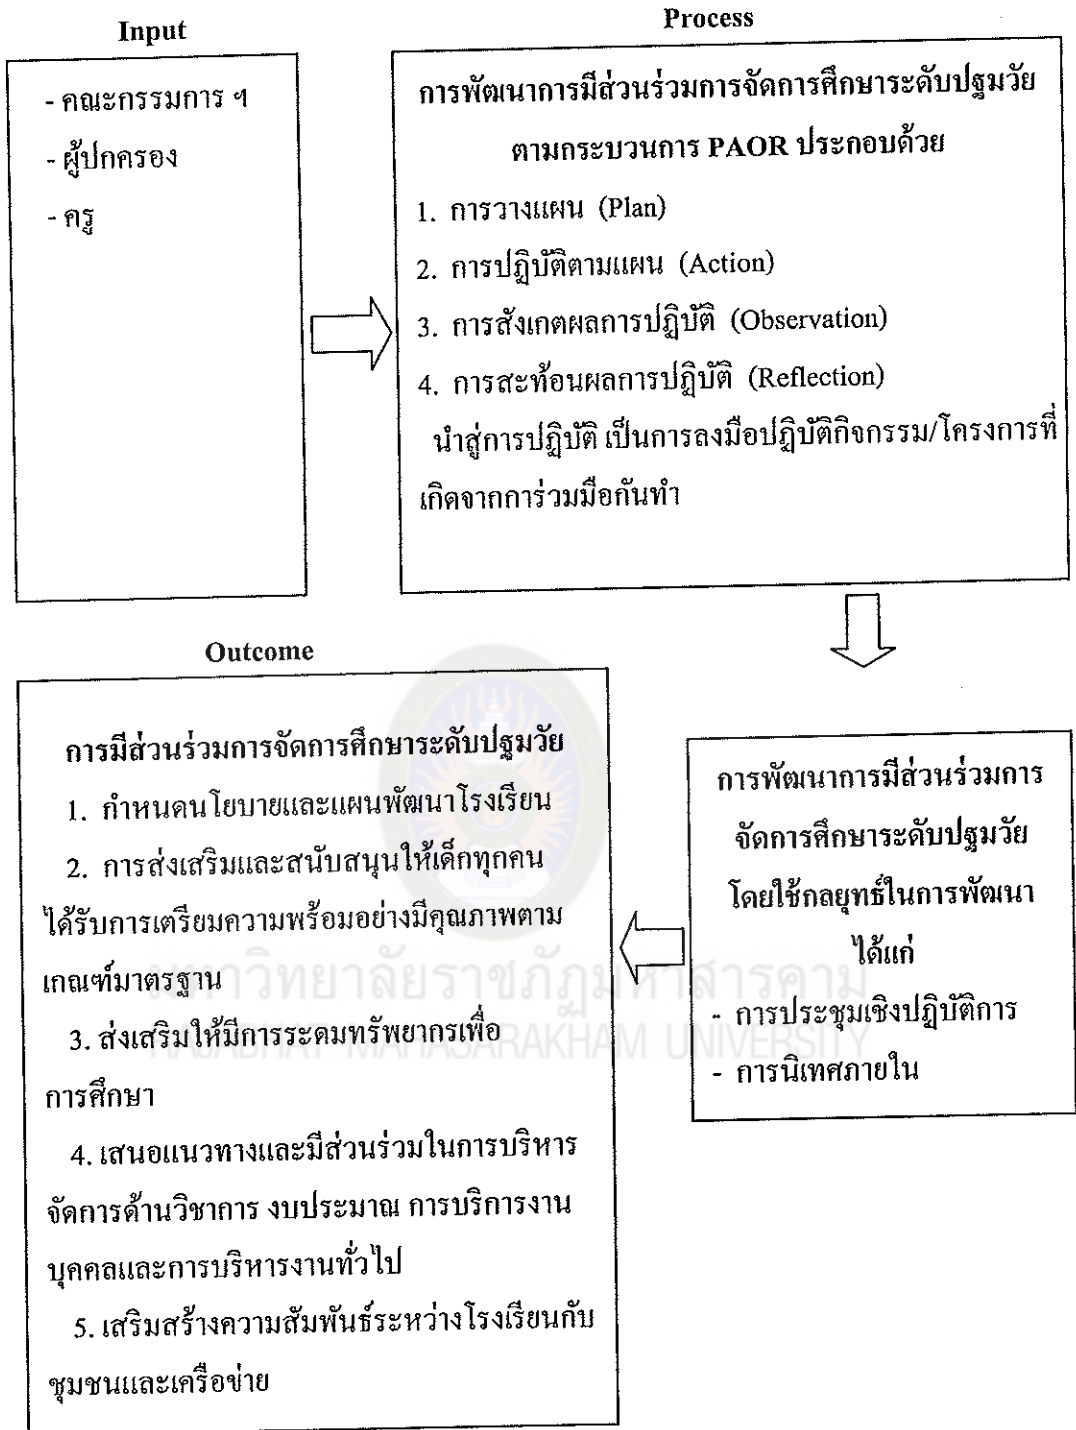 Input
- คณะกรรมการ ฯ
- ผู้ปกครอง
- ครู
Process
การพัฒนาการมีส่วนร่วมการจัดการศึกษาระดับปฐมวัย
ตามกระบวนการ PAOR ประกอบด้วย
1. การวางแผน (Plan)
2. การปฏิบัติตามแผน (Action)
3. การสังเกตผลการปฏิบัติ (Observation)
4. การสะท้อนผลการปฏิบัติ (Reflection)
นำสู่การปฏิบัติ เป็นการลงมือปฏิบัติกิจกรรม/โครงการที่
เกิดจากการ่วมมือกันทำ
การพัฒนาการมีส่วนร่วมการ
จัดการศึกษาระดับปฐมวัย
โดยใช้กลยุทธ์ในการพัฒนา
ได้แก่
- การประชุมเชิงปฏิบัติการ
- การนิเทศภายใน
Outcome
การมีส่วนร่วมการจัดการศึกษาระดับปฐมวัย
1. กำหนดนโยบายและแผนพัฒนาโรงเรียน
2. การส่งเสริมและสนับสนุนให้เด็กทุกคน
ได้รับการเตรียมความพร้อมอย่างมีคุณภาพตาม
เกณฑ์มาตรฐาน
3. ส่งเสริมให้มีการระดมทรัพยากรเพื่อ
การศึกษา
4. เสนอแนวทางและมีส่วนร่วมในการบริหาร
จัดการด้านวิชาการ งบประมาณ การบริการงาน
บุคคลและการบริหารงานทั่วไป
5. เสริมสร้างความสัมพันธ์ระหว่างโรงเรียนกับ
ชุมชนและเครือข่าย
มหาวิทยาลัยราชภัฏมหาสารคาม
RAJABHAT MAHASARAKHAM UNIVERSITY